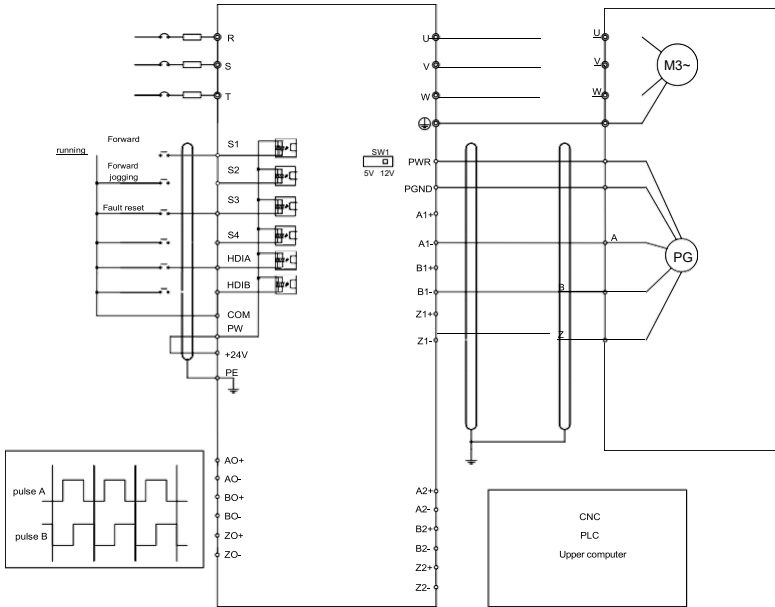 R
S
T
Forward
running
Forward
jogging
Fault reset
S1
S2
S3
S4
HDIA
HDIB
COM
PW
+24V
PE
AO+
AO-
BO+
BO-
ZO+
ZO-
pulse A
pulse B
U
V
W
SW1
5V 12V
PWR
PGND
A1+
A1-
B1+
B1-
Z1+
Z1-
A2+
A2-
B2+
B2-
Z2+
Z2-
U
V
W
M3~
A
B
Z
PG
CNC
PLC
Upper computer